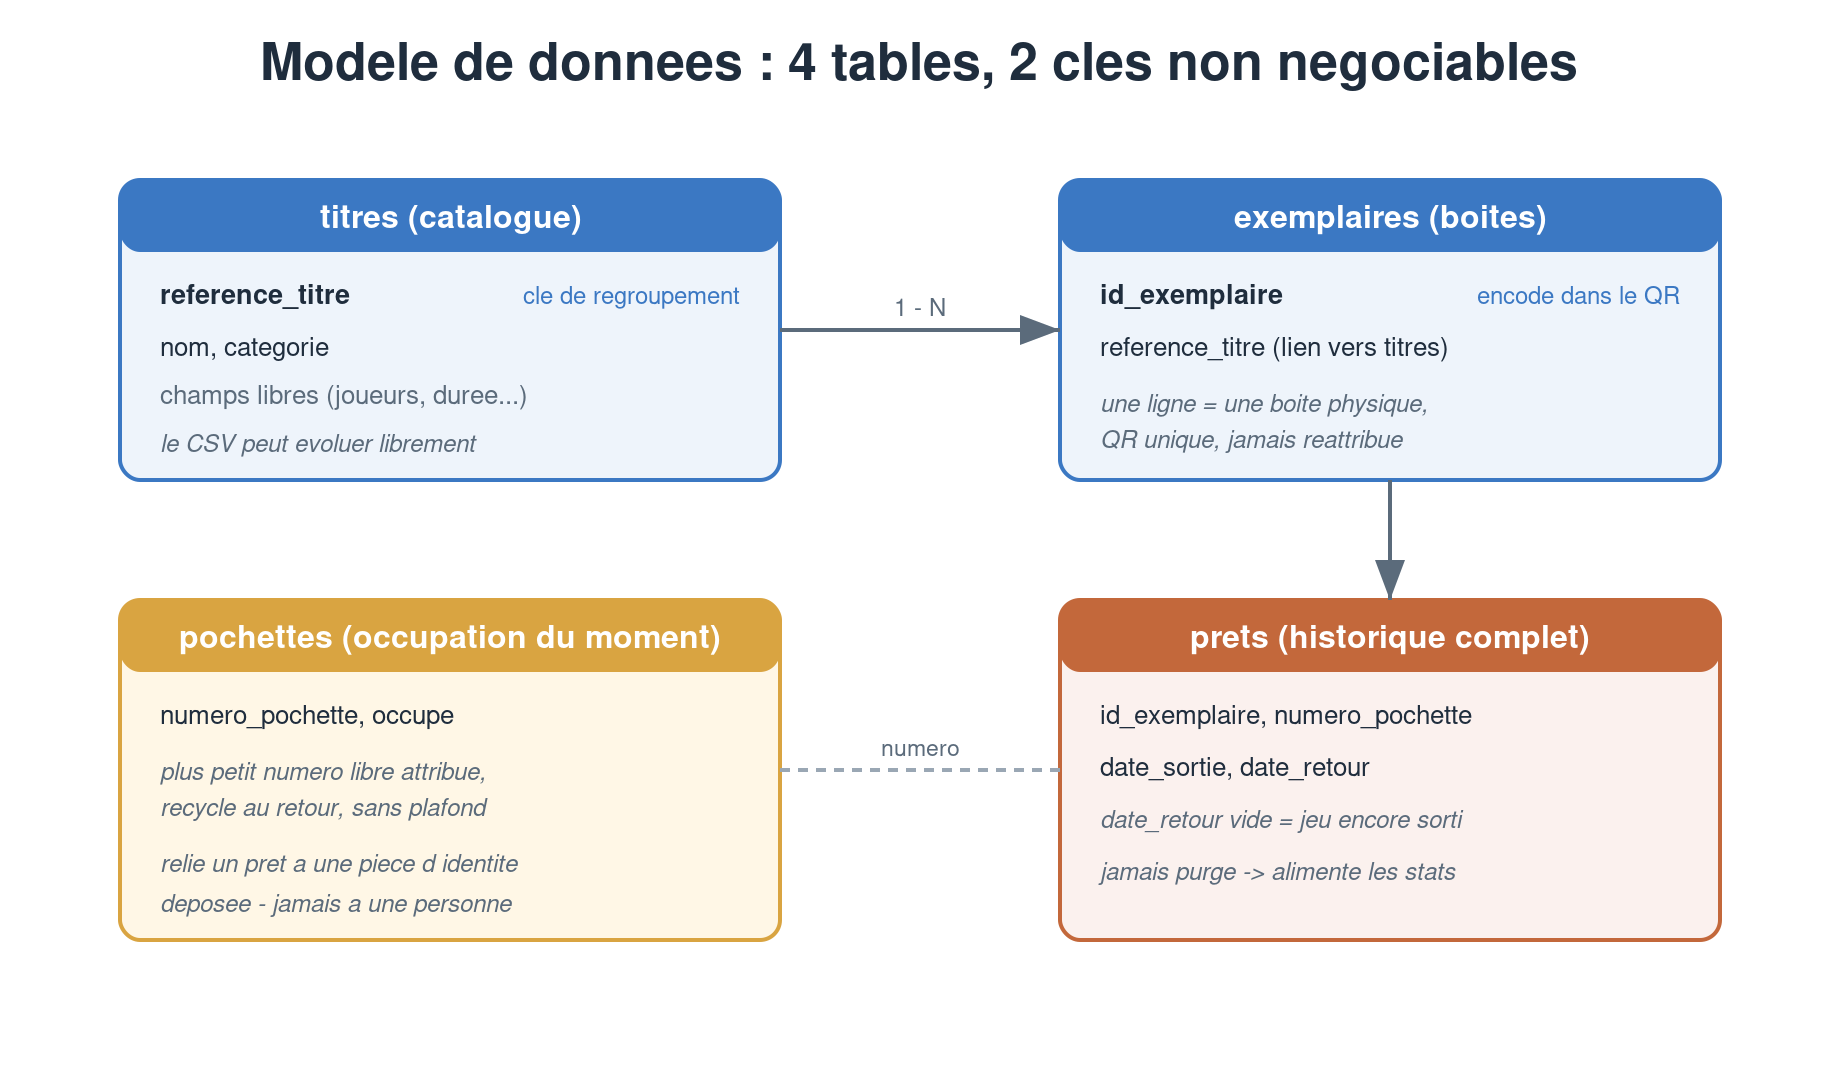 Modele de donnees : 4 tables, 2 cles non negociables
titres (catalogue)
reference_titre cle de regroupement
nom, categorie
champs libres (joueurs, duree...)
le CSV peut evoluer librement
1 - N
exemplaires (boites)
id_exemplaire encode dans le QR
reference_titre (lien vers titres)
une ligne = une boite physique,
QR unique, jamais reattribue
pochettes (occupation du moment)
numero_pochette, occupe
plus petit numero libre attribue,
recycle au retour, sans plafond
relie un pret a une piece d identite
deposee - jamais a une personne
numero
prets (historique complet)
id_exemplaire, numero_pochette
date_sortie, date_retour
date_retour vide = jeu encore sorti
jamais purge -> alimente les stats